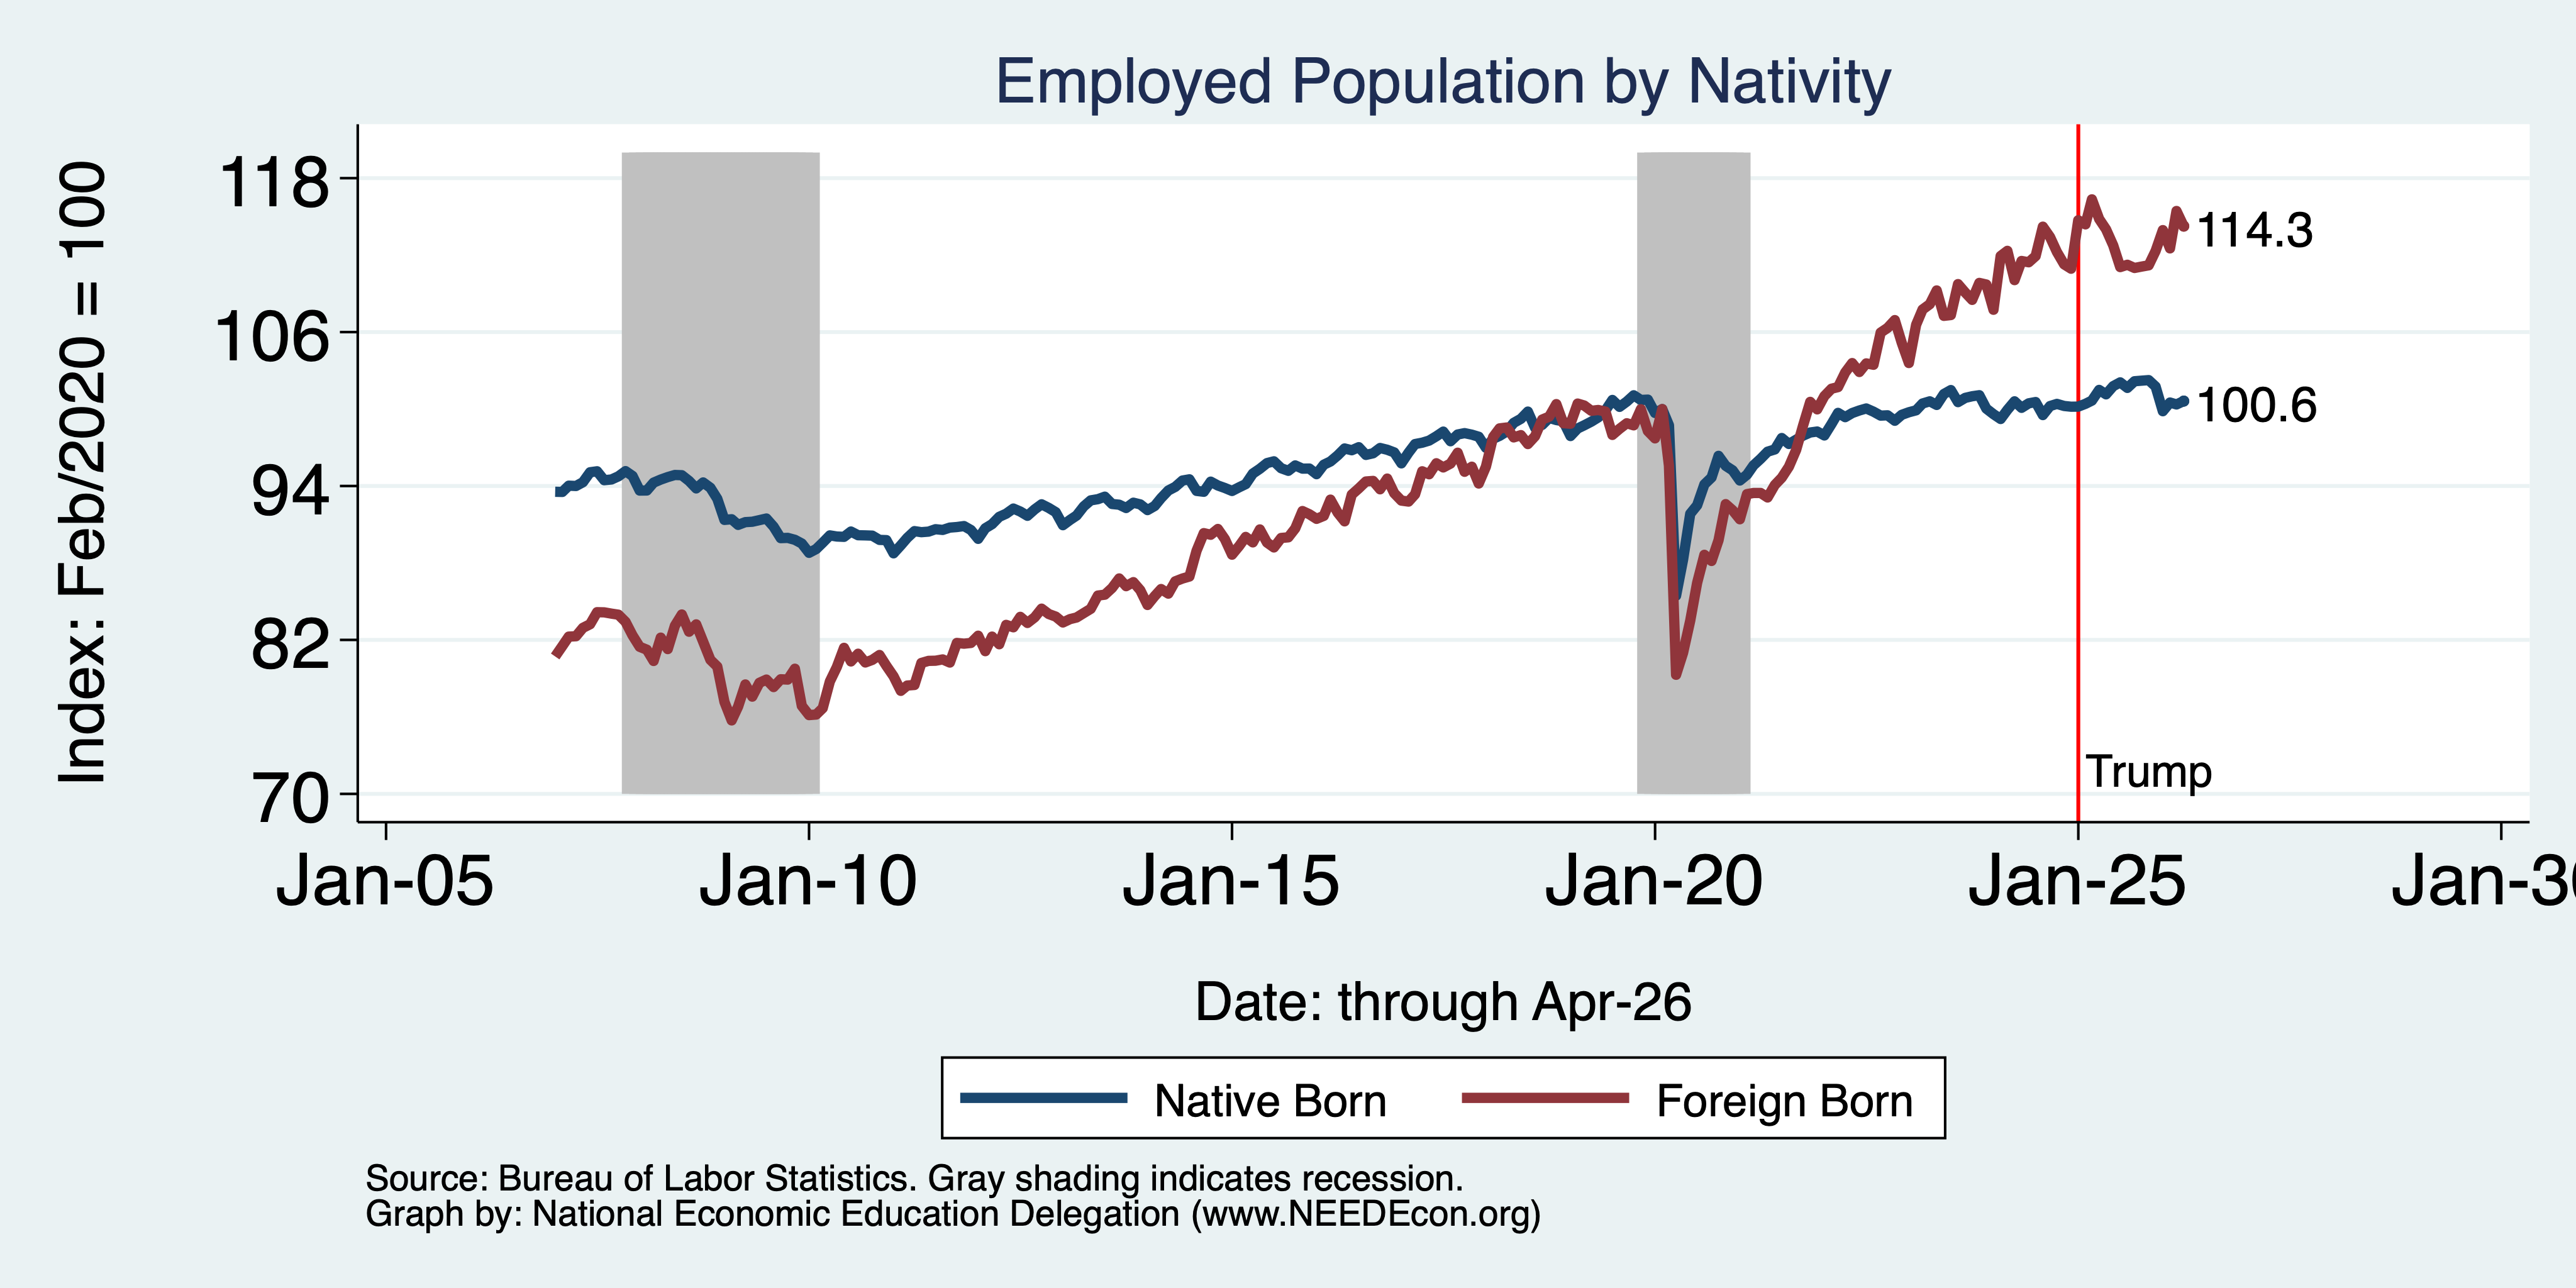 Employed Population by Nativity
Index: Feb/2020 = 100
118
106
94
82
70
114.3
100.6
Trump
Jan-05 Jan-10 Jan-15 Jan-20 Jan-25 Jan-30
Date: through Apr-26
Native Born Foreign Born
Source: Bureau of Labor Statistics. Gray shading indicates recession.
Graph by: National Economic Education Delegation (www.NEEDEcon.org)